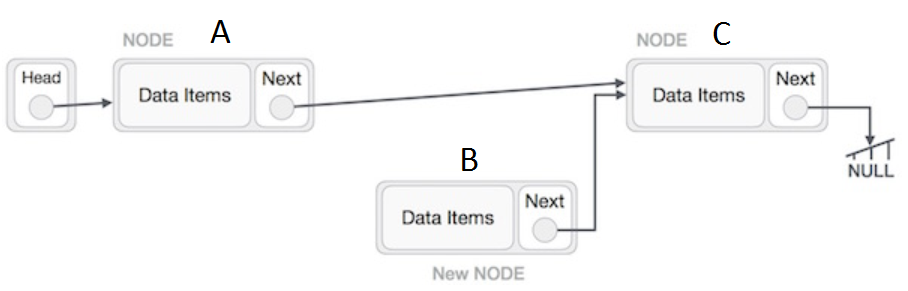 NODE A
Head
Data Items
Next
NODE C
Data Items
Next
NULL
B
Data Items
Next
New NODE